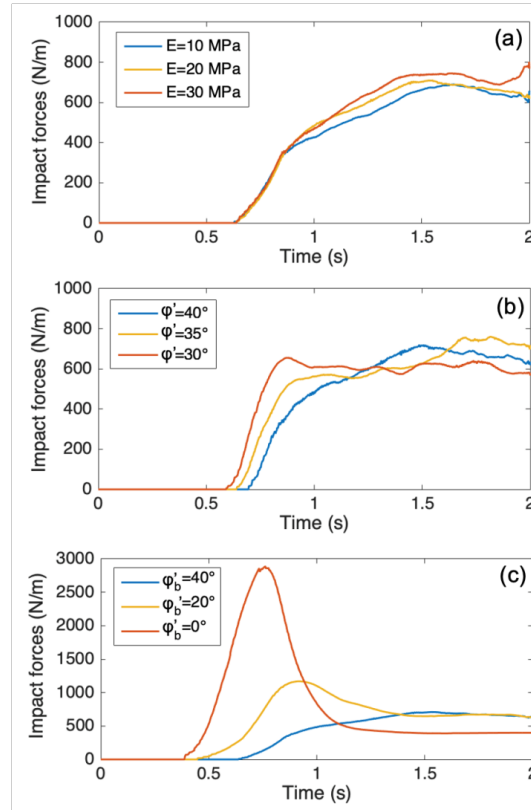 (a)
E=10 MPa
E=20 MPa
E=30 MPa
Impact forces (N/m)
1000
800
600
400
200
0
0 0.5 1 1.5 2
Time (s)
(b)
φ'=40°
φ'=35°
φ'=30°
Impact forces (N/m)
1000
800
600
400
200
0
0 0.5 1 1.5 2
Time (s)
(c)
φ'b=40°
φ'b=20°
φ'b=0°
Impact forces (N/m)
3000
2500
2000
1500
1000
500
0
0 0.5 1 1.5 2
Time (s)